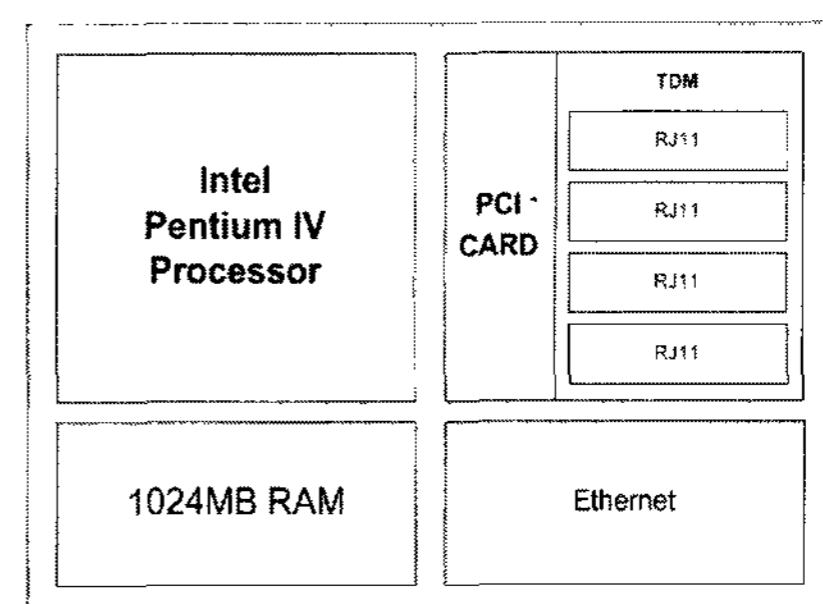 Intel
Pentium IV
Processor
PCI
CARD
TDM
RJ11
RJ11
RJ11
RJ11
1024MB RAM
Ethernet